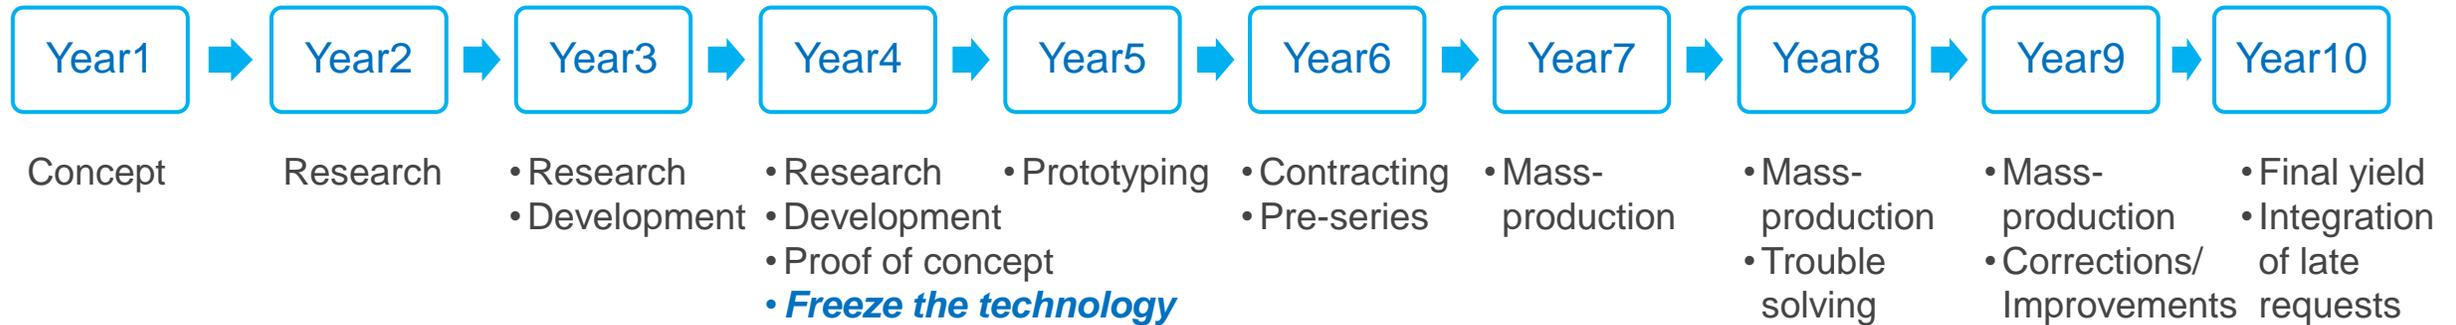 Year1
Year2
Year3
Year4
Year5
Year6
Year7
Year8
Year9
Year10
Concept
Research
• Research
• Development
• Research
• Development
• Proof of concept
• Freeze the technology
• Prototyping
• Contracting
• Pre-series
• Mass-
production
• Mass-
production
• Trouble
solving
• Mass-
production
• Corrections/
Improvements
• Final yield
• Integration
of late
requests